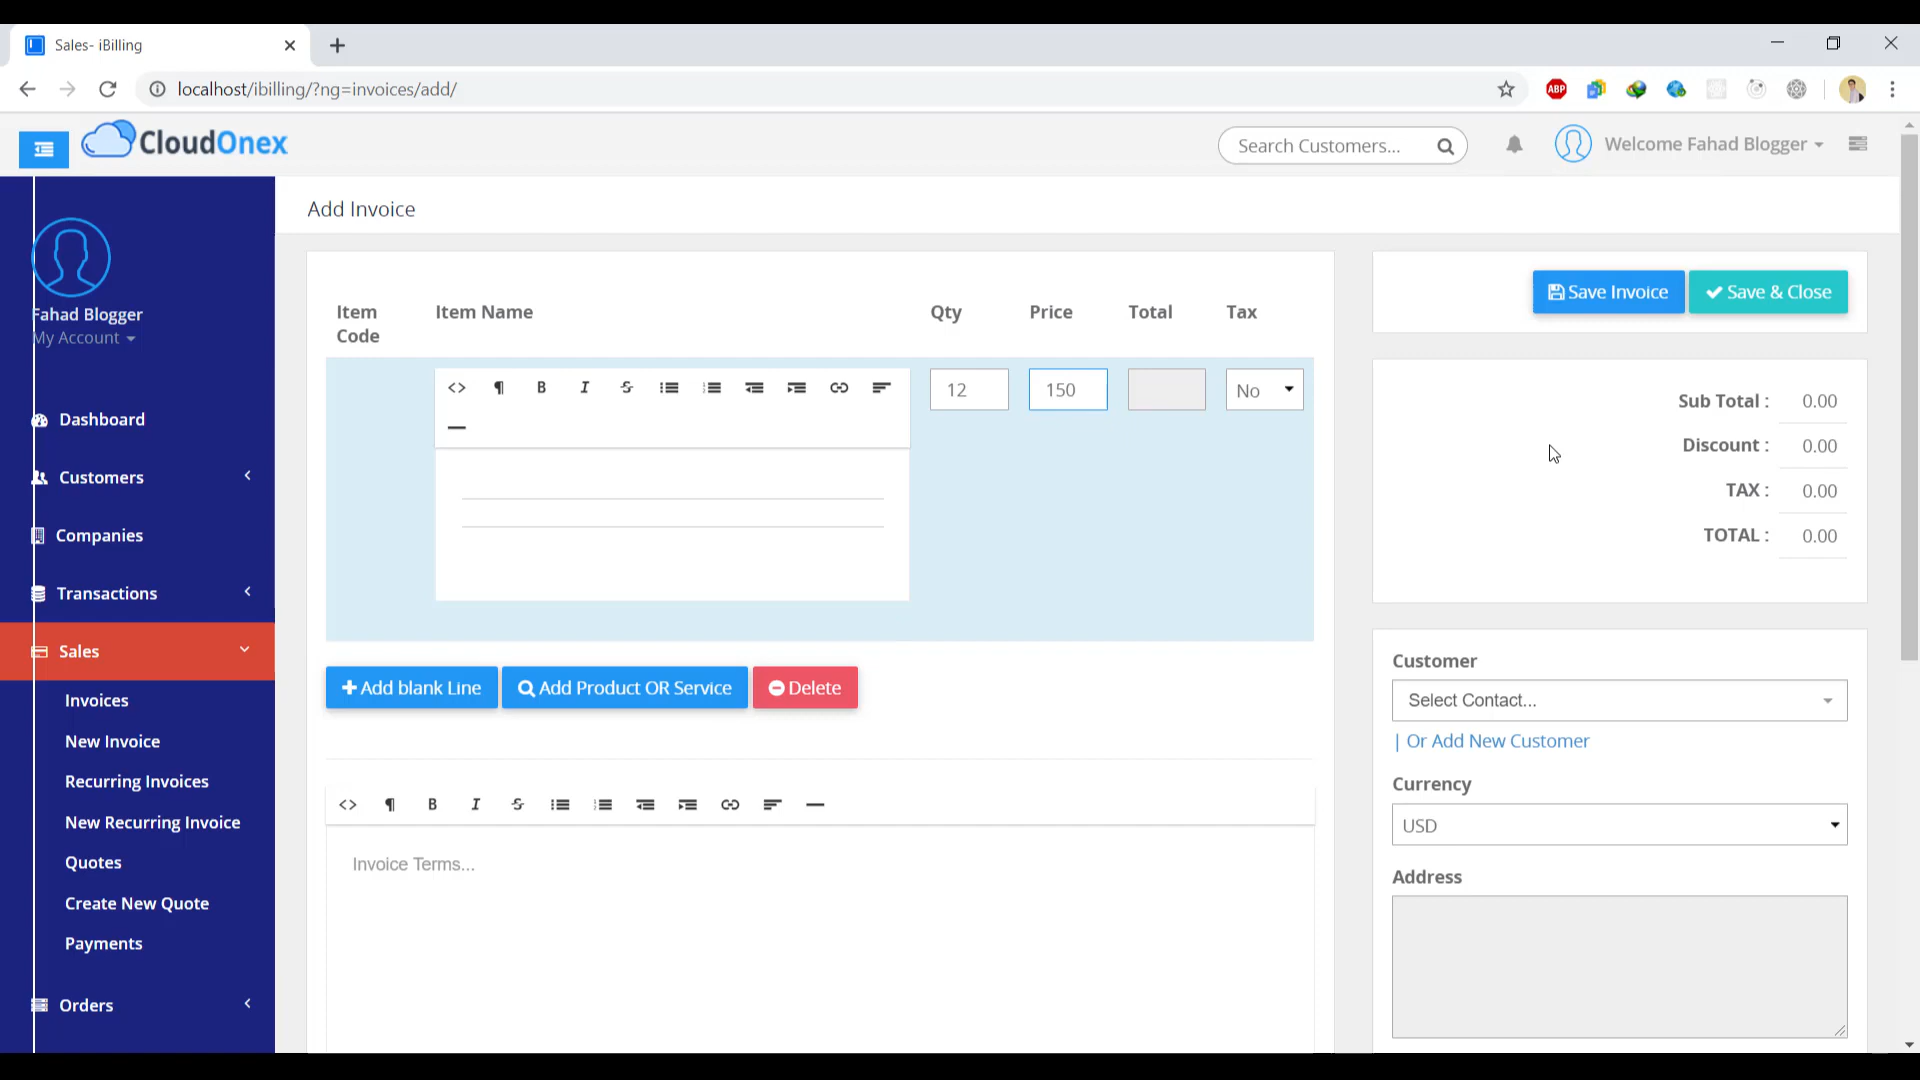 Sales- iBilling
localhost/ibilling/?ng=invoices/add/
ABP
CloudOnex
Search Customers...
Welcome Fahad Blogger
Add Invoice
Fahad Blogger
My Account
Dashboard
Customers
Companies
Transactions
Sales
Invoices
New Invoice
Recurring Invoices
New Recurring Invoice
Quotes
Create New Quote
Payments
Orders
Item Code
Item Name
Qty
Price
Total
Tax
12
150
No
Add blank Line
Add Product OR Service
Delete
Invoice Terms...
Save Invoice
Save & Close
Sub Total : 0.00
Discount : 0.00
TAX : 0.00
TOTAL : 0.00
Customer
Select Contact...
| Or Add New Customer
Currency
USD
Address